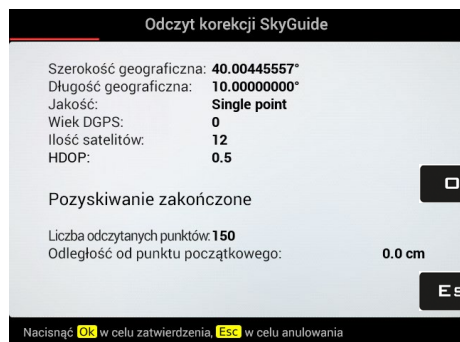 Odczyt korekcji SkyGuide
Szerokość geograficzna: 40.00445557°
Długość geograficzna: 10.00000000°
Jakość: Single point
Wiek DGPS: 0
Ilość satelitów: 12
HDOP: 0.5
Pozyskiwanie zakończone
Liczba odczytanych punktów: 150
Odległość od punktu początkowego: 0.0 cm
Nacisnąć Ok w celu zatwierdzenia, Esc w celu anulowania